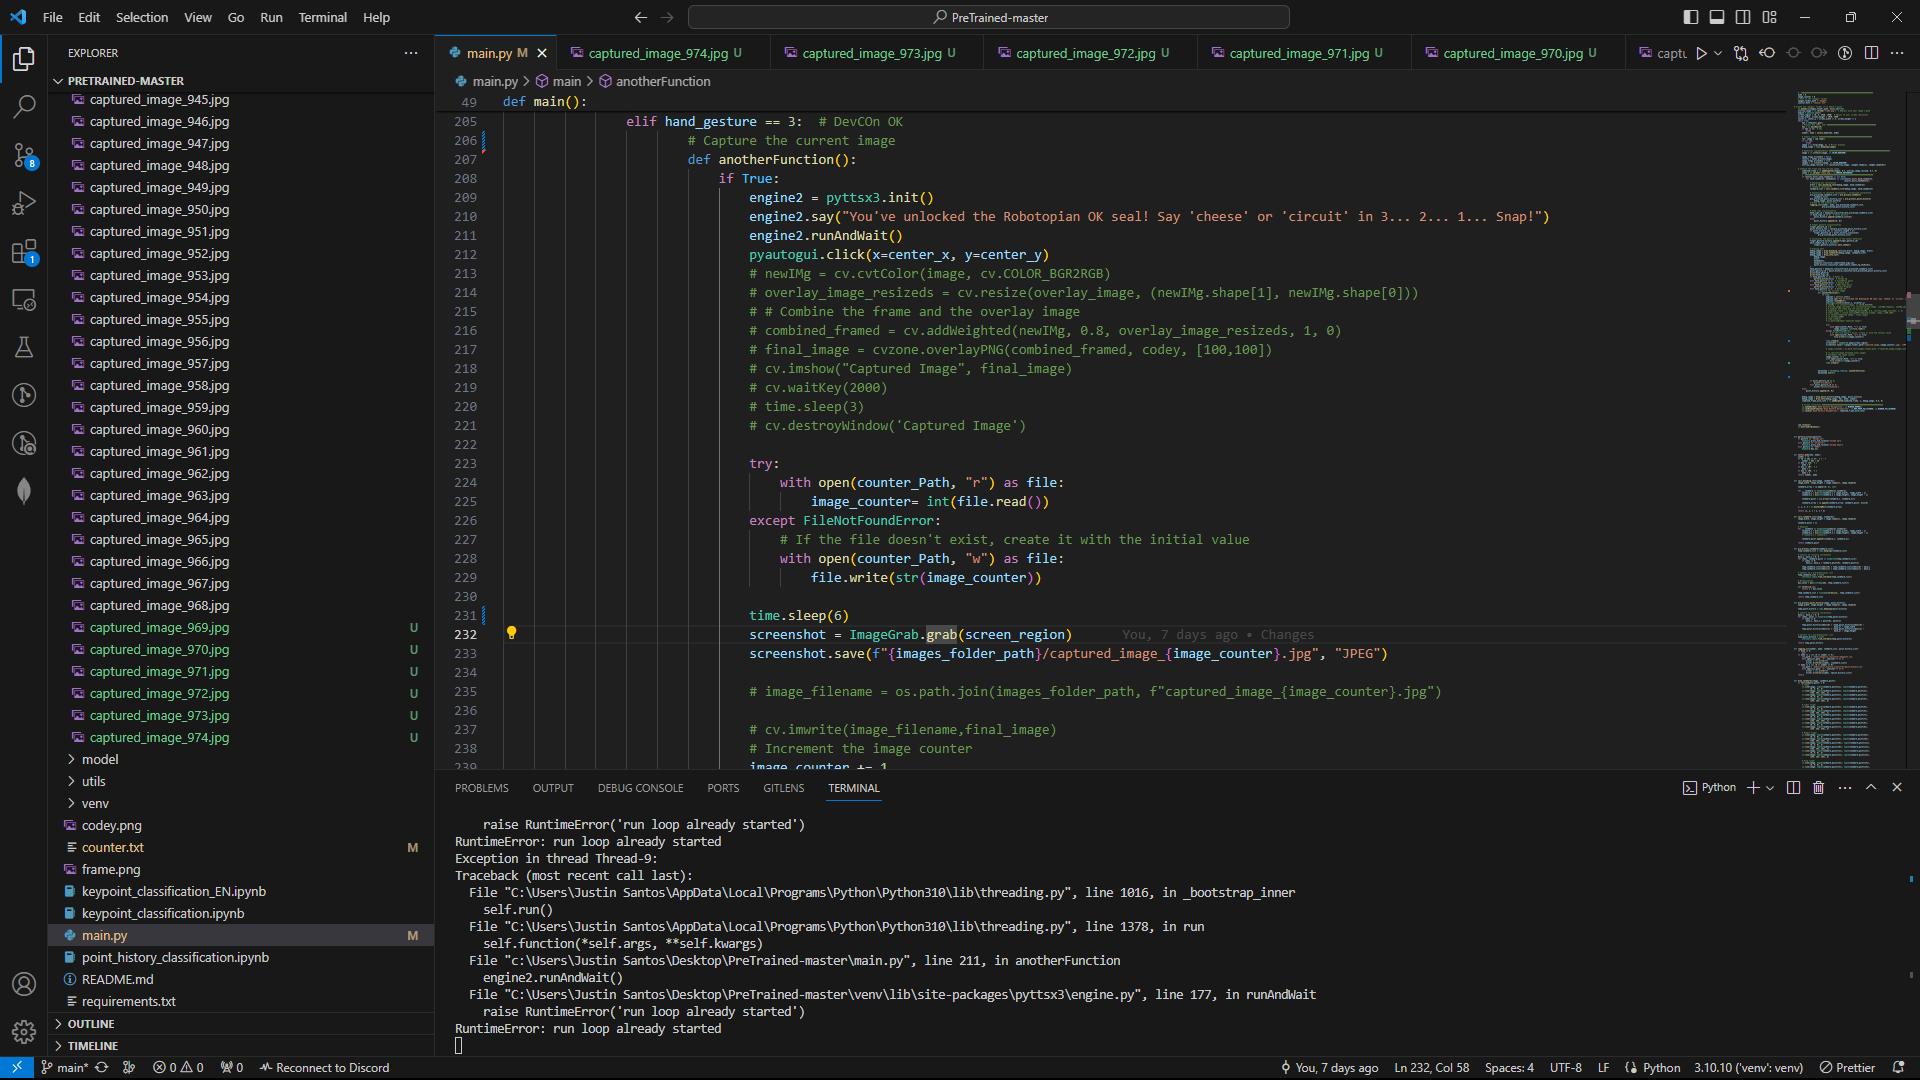 File Edit Selection View Go Run Terminal Help
PreTrained-master
EXPLORER
PRETRAINED-MASTER
captured_image_945.jpg
captured_image_946.jpg
captured_image_947.jpg
captured_image_948.jpg
captured_image_949.jpg
captured_image_950.jpg
captured_image_951.jpg
captured_image_952.jpg
captured_image_953.jpg
captured_image_954.jpg
captured_image_955.jpg
captured_image_956.jpg
captured_image_957.jpg
captured_image_958.jpg
captured_image_959.jpg
captured_image_960.jpg
captured_image_961.jpg
captured_image_962.jpg
captured_image_963.jpg
captured_image_964.jpg
captured_image_965.jpg
captured_image_966.jpg
captured_image_967.jpg
captured_image_968.jpg
captured_image_969.jpg U
captured_image_970.jpg U
captured_image_971.jpg U
captured_image_972.jpg U
captured_image_973.jpg U
captured_image_974.jpg U
model
utils
venv
codey.png
counter.txt M
frame.png
keypoint_classification_EN.ipynb
keypoint_classification.ipynb
main.py M
point_history_classification.ipynb
README.md
requirements.txt
OUTLINE
TIMELINE
8
1
main.py M captured_image_974.jpg U captured_image_973.jpg U captured_image_972.jpg U captured_image_971.jpg U captured_image_970.jpg U captu
main.py > main > anotherFunction
49 def main():
205 elif hand_gesture == 3:  # DevCOn OK
206 # Capture the current image
207 def anotherFunction():
208 if True:
209 engine2 = pyttsx3.init()
210 engine2.say("You've unlocked the Robotopian OK seal! Say 'cheese' or 'circuit' in 3... 2... 1... Snap!")
211 engine2.runAndWait()
212 pyautogui.click(x=center_x, y=center_y)
213 # newIMg = cv.cvtColor(image, cv.COLOR_BGR2RGB)
214 # overlay_image_resizeds = cv.resize(overlay_image, (newIMg.shape[1], newIMg.shape[0]))
215 # # Combine the frame and the overlay image
216 # combined_framed = cv.addWeighted(newIMg, 0.8, overlay_image_resizeds, 1, 0)
217 # final_image = cvzone.overlayPNG(combined_framed, codey, [100,100])
218 # cv.imshow("Captured Image", final_image)
219 # cv.waitKey(2000)
220 # time.sleep(3)
221 # cv.destroyWindow('Captured Image')
222
223 try:
224 with open(counter_Path, "r") as file:
225 image_counter= int(file.read())
226 except FileNotFoundError:
227 # If the file doesn't exist, create it with the initial value
228 with open(counter_Path, "w") as file:
229 file.write(str(image_counter))
230
231 time.sleep(6)
232 screenshot = ImageGrab.grab(screen_region) You, 7 days ago • Changes
233 screenshot.save(f"{images_folder_path}/captured_image_{image_counter}.jpg", "JPEG")
234
235 # image_filename = os.path.join(images_folder_path, f"captured_image_{image_counter}.jpg")
236
237 # cv.imwrite(image_filename,final_image)
238 # Increment the image counter
239 image_counter += 1
PROBLEMS OUTPUT DEBUG CONSOLE PORTS GITLENS TERMINAL
Python
raise RuntimeError('run loop already started')
RuntimeError: run loop already started
Exception in thread Thread-9:
Traceback (most recent call last):
File "C:\Users\Justin Santos\AppData\Local\Programs\Python\Python310\lib\threading.py", line 1016, in _bootstrap_inner
self.run()
File "C:\Users\Justin Santos\AppData\Local\Programs\Python\Python310\lib\threading.py", line 1378, in run
self.function(*self.args, **self.kwargs)
File "c:\Users\Justin Santos\Desktop\PreTrained-master\main.py", line 211, in anotherFunction
engine2.runAndWait()
File "C:\Users\Justin Santos\Desktop\PreTrained-master\venv\lib\site-packages\pyttsx3\engine.py", line 177, in runAndWait
raise RuntimeError('run loop already started')
RuntimeError: run loop already started
main* 0 0 0 Reconnect to Discord You, 7 days ago Ln 232, Col 58 Spaces: 4 UTF-8 LF Python 3.10.10 ('venv': venv) Prettier